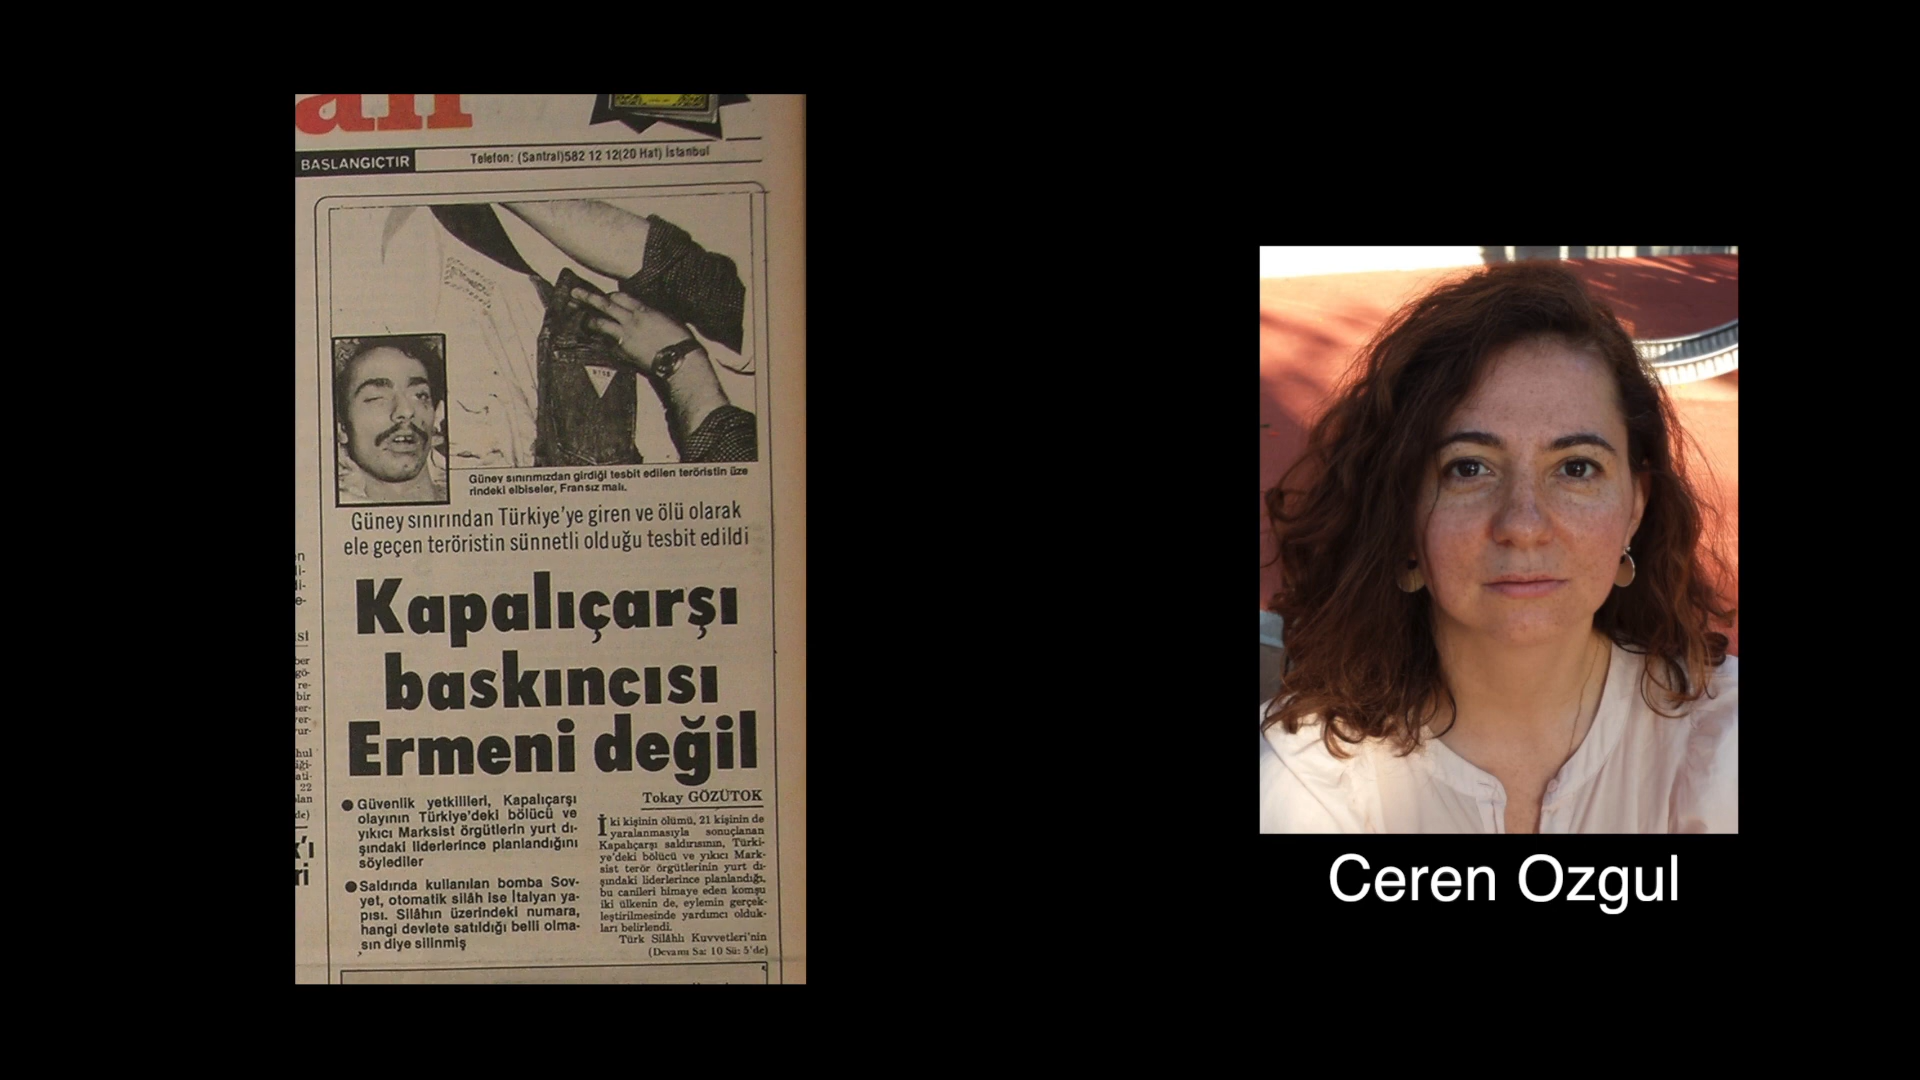 BAŞLANGIÇTIR
Telefon: (Santral)582 12 12(20 Hat) İstanbul
Güney sınırımızdan girdiği tesbit edilen teröristin üze
rindeki elbiseler, Fransız malı.
Güney sınırından Türkiye’ye giren ve ölü olarak
ele geçen teröristin sünnetli olduğu tesbit edildi
Kapalıçarşı
baskıncısı
Ermeni değil
● Güvenlik yetkilileri, Kapalıçarşı
olayının Türkiye'deki bölücü ve
yıkıcı Marksist örgütlerin yurt dı-
şındaki liderlerince planlandığını
söylediler
● Saldırıda kullanılan bomba Sov-
yet, otomatik silâh ise İtalyan ya-
pısı. Silâhın üzerindeki numara,
hangi devlete satıldığı belli olma-
sın diye silinmiş
Tokay GÖZÜTOK
İki kişinin ölümü, 21 kişinin de
yaralanmasıyla sonuçlanan
Kapalıçarşı saldırısının, Türki-
ye'deki bölücü ve yıkıcı Mark-
sist terör örgütlerinin yurt dı-
şındaki liderlerince planlandığı,
bu canileri himaye eden komşu
iki ülkenin de, eylemin gerçek-
leştirilmesinde yardımcı olduk-
ları belirlendi.
Türk Silâhlı Kuvvetleri'nin
(Devamı Sa: 10 Sü: 5'de)
Ceren Ozgul